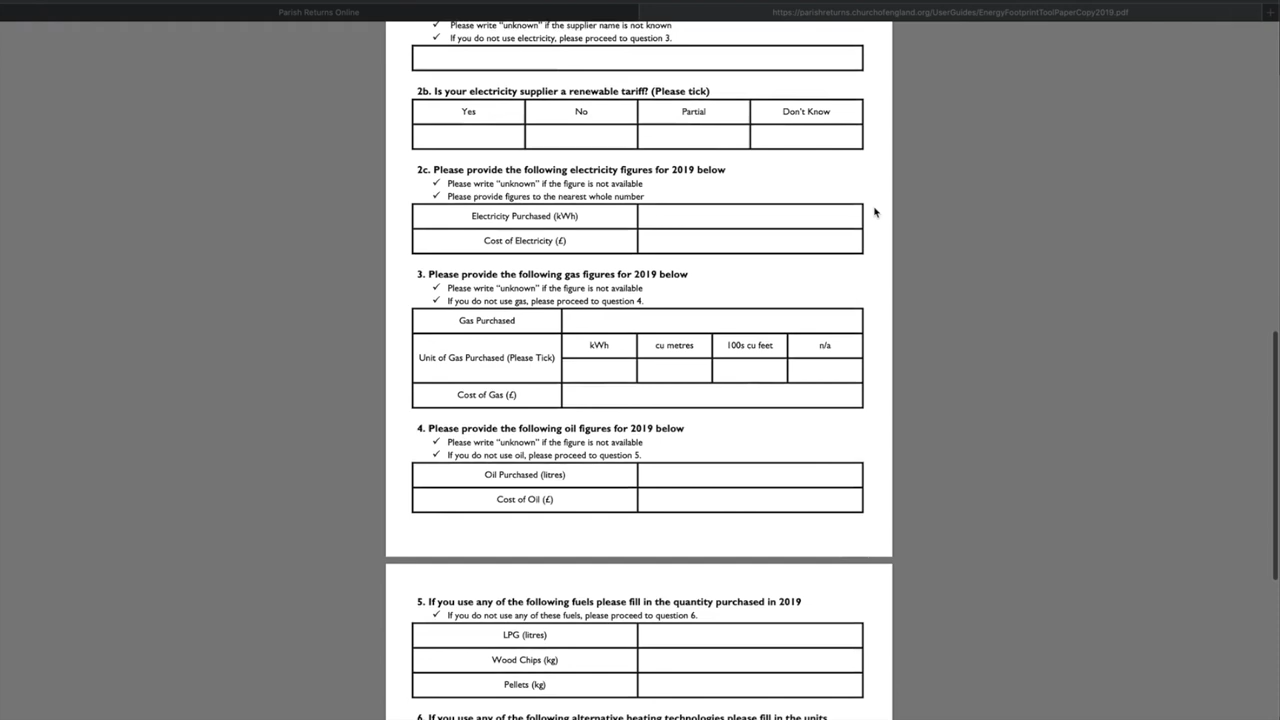 Parish Returns Online
https://parishreturns.churchofengland.org/UserGuides/EnergyFootprintToolPaperCopy2019.pdf
✓ Please write "unknown" if the supplier name is not known
✓ If you do not use electricity, please proceed to question 3.
2b. Is your electricity supplier a renewable tariff? (Please tick)
Yes No Partial Don't Know
2c. Please provide the following electricity figures for 2019 below
✓ Please write "unknown" if the figure is not available
✓ Please provide figures to the nearest whole number
Electricity Purchased (kWh)
Cost of Electricity (£)
3. Please provide the following gas figures for 2019 below
✓ Please write "unknown" if the figure is not available
✓ If you do not use gas, please proceed to question 4.
Gas Purchased
Unit of Gas Purchased (Please Tick)
kWh cu metres 100s cu feet n/a
Cost of Gas (£)
4. Please provide the following oil figures for 2019 below
✓ Please write "unknown" if the figure is not available
✓ If you do not use oil, please proceed to question 5.
Oil Purchased (litres)
Cost of Oil (£)
5. If you use any of the following fuels please fill in the quantity purchased in 2019
✓ If you do not use any of these fuels, please proceed to question 6.
LPG (litres)
Wood Chips (kg)
Pellets (kg)
6. If you use any of the following alternative heating technologies please fill in the units